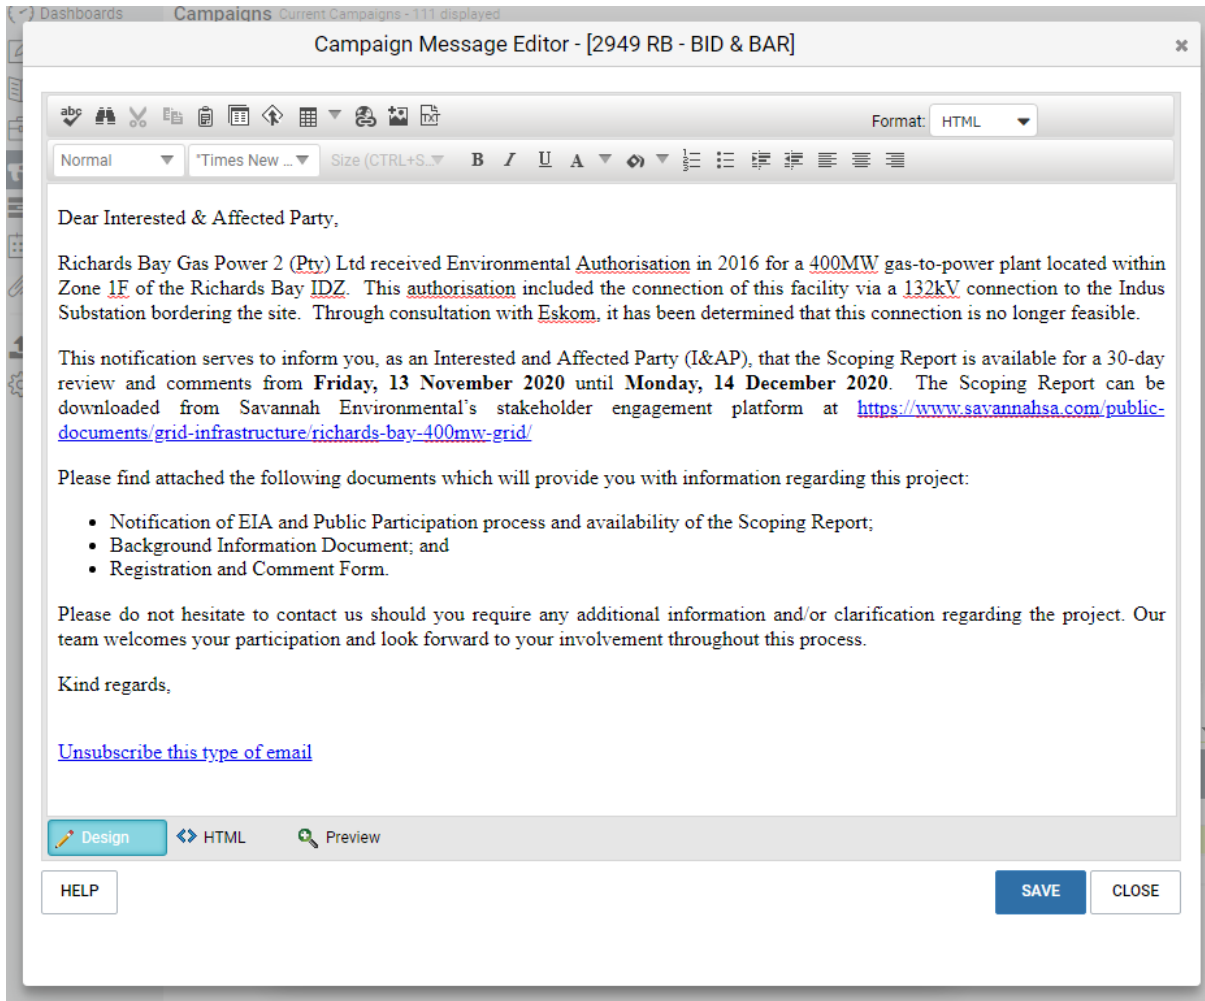 Dashboards Campaigns Current Campaigns - 111 displayed
Campaign Message Editor - [2949 RB - BID & BAR]
abc TXT Format: HTML
Normal "Times New ... Size (CTRL+S... B I U A
Dear Interested & Affected Party,
Richards Bay Gas Power 2 (Pty) Ltd received Environmental Authorisation in 2016 for a 400MW gas-to-power plant located within
Zone 1F of the Richards Bay IDZ. This authorisation included the connection of this facility via a 132kV connection to the Indus
Substation bordering the site. Through consultation with Eskom, it has been determined that this connection is no longer feasible.
This notification serves to inform you, as an Interested and Affected Party (I&AP), that the Scoping Report is available for a 30-day
review and comments from Friday, 13 November 2020 until Monday, 14 December 2020. The Scoping Report can be
downloaded from Savannah Environmental's stakeholder engagement platform at https://www.savannahsa.com/public-
documents/grid-infrastructure/richards-bay-400mw-grid/
Please find attached the following documents which will provide you with information regarding this project:
• Notification of EIA and Public Participation process and availability of the Scoping Report;
• Background Information Document; and
• Registration and Comment Form.
Please do not hesitate to contact us should you require any additional information and/or clarification regarding the project. Our
team welcomes your participation and look forward to your involvement throughout this process.
Kind regards,
Unsubscribe this type of email
Design HTML Preview
HELP SAVE CLOSE